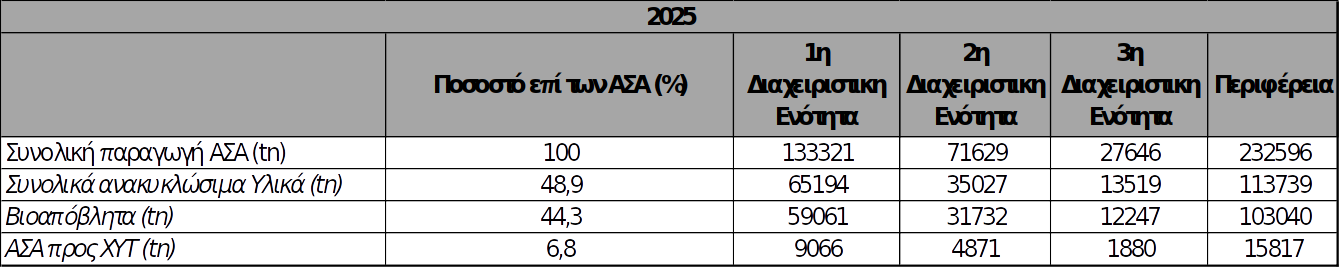 2025
Ποσοστό επί των ΑΣΑ (%) 1η Διαχειριστικη Ενότητα 2η Διαχειριστικη Ενότητα 3η Διαχειριστικη Ενότητα Περιφέρεια
Συνολική παραγωγή ΑΣΑ (tn) 100 133321 71629 27646 232596
Συνολικά ανακυκλώσιμα Υλικά (tn) 48,9 65194 35027 13519 113739
Βιοαπόβλητα (tn) 44,3 59061 31732 12247 103040
ΑΣΑ προς ΧΥΤ (tn) 6,8 9066 4871 1880 15817